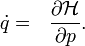 q̇ = ∂ℋ/∂p.